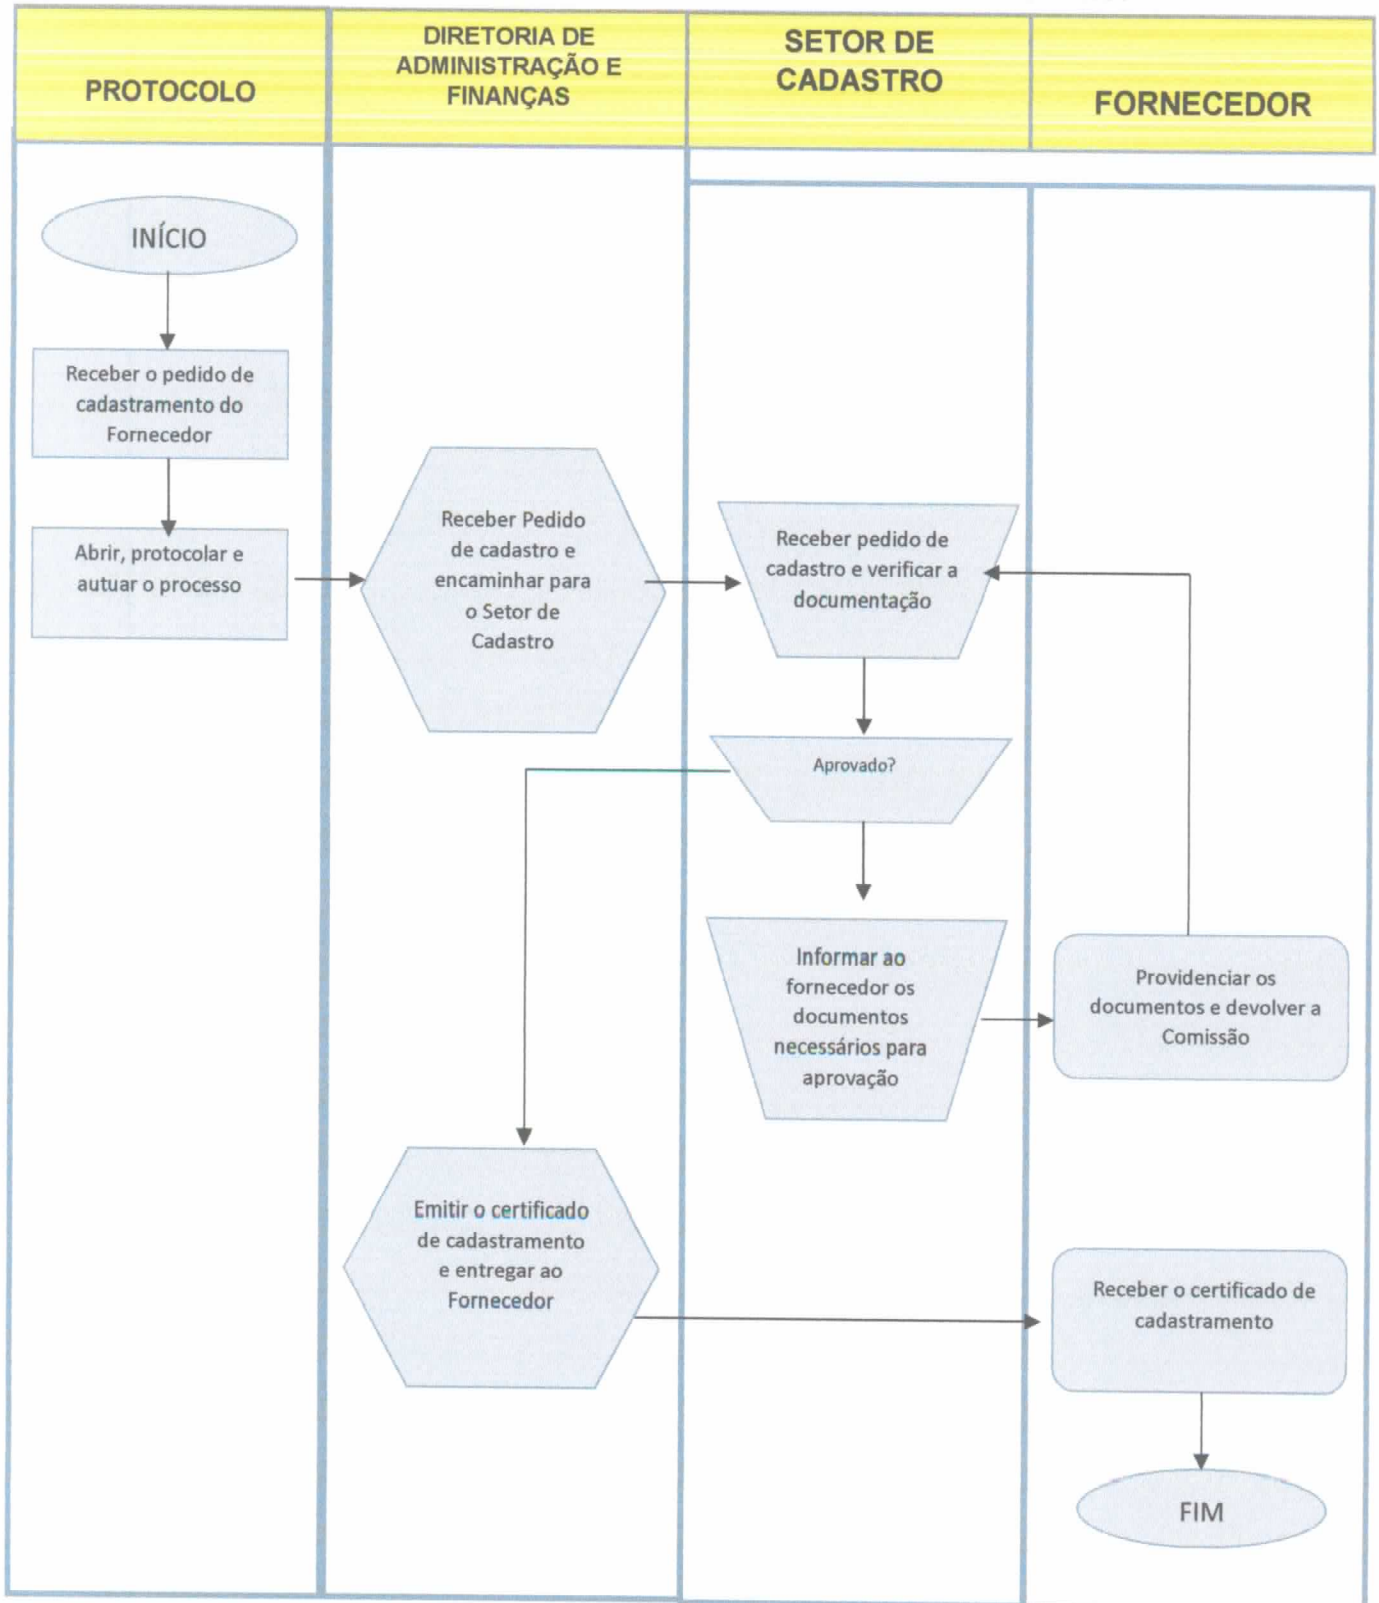 PROTOCOLO
DIRETORIA DE
ADMINISTRAÇÃO E
FINANÇAS
SETOR DE
CADASTRO
FORNECEDOR
INÍCIO
Receber o pedido de
cadastramento do
Fornecedor
Abrir, protocolar e
autuar o processo
Receber Pedido
de cadastro e
encaminhar para
o Setor de
Cadastro
Receber pedido de
cadastro e verificar a
documentação
Aprovado?
Informar ao
fornecedor os
documentos
necessários para
aprovação
Providenciar os
documentos e devolver a
Comissão
Emitir o certificado
de cadastramento
e entregar ao
Fornecedor
Receber o certificado de
cadastramento
FIM